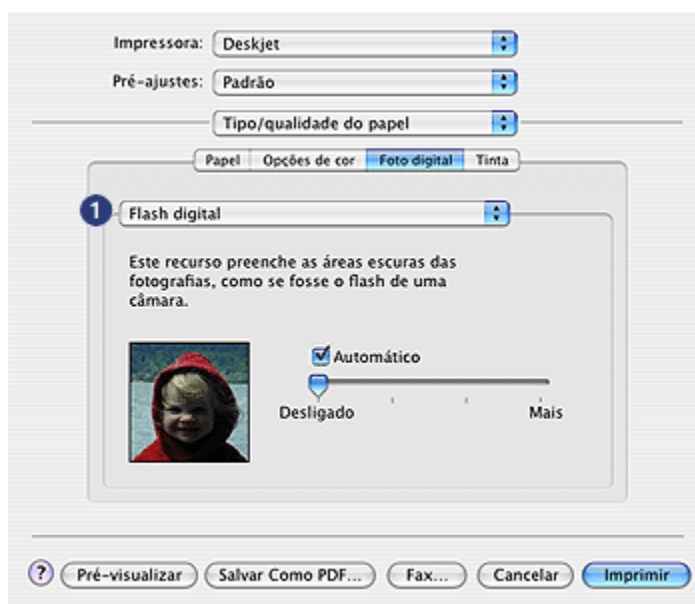 Impressora: Deskjet
Pré-ajustes: Padrão
Tipo/qualidade do papel
Papel Opções de cor Foto digital Tinta
1 Flash digital
Este recurso preenche as áreas escuras das
fotografias, como se fosse o flash de uma
câmara.
Automático
Desligado Mais
? Pré-visualizar Salvar Como PDF... Fax... Cancelar Imprimir